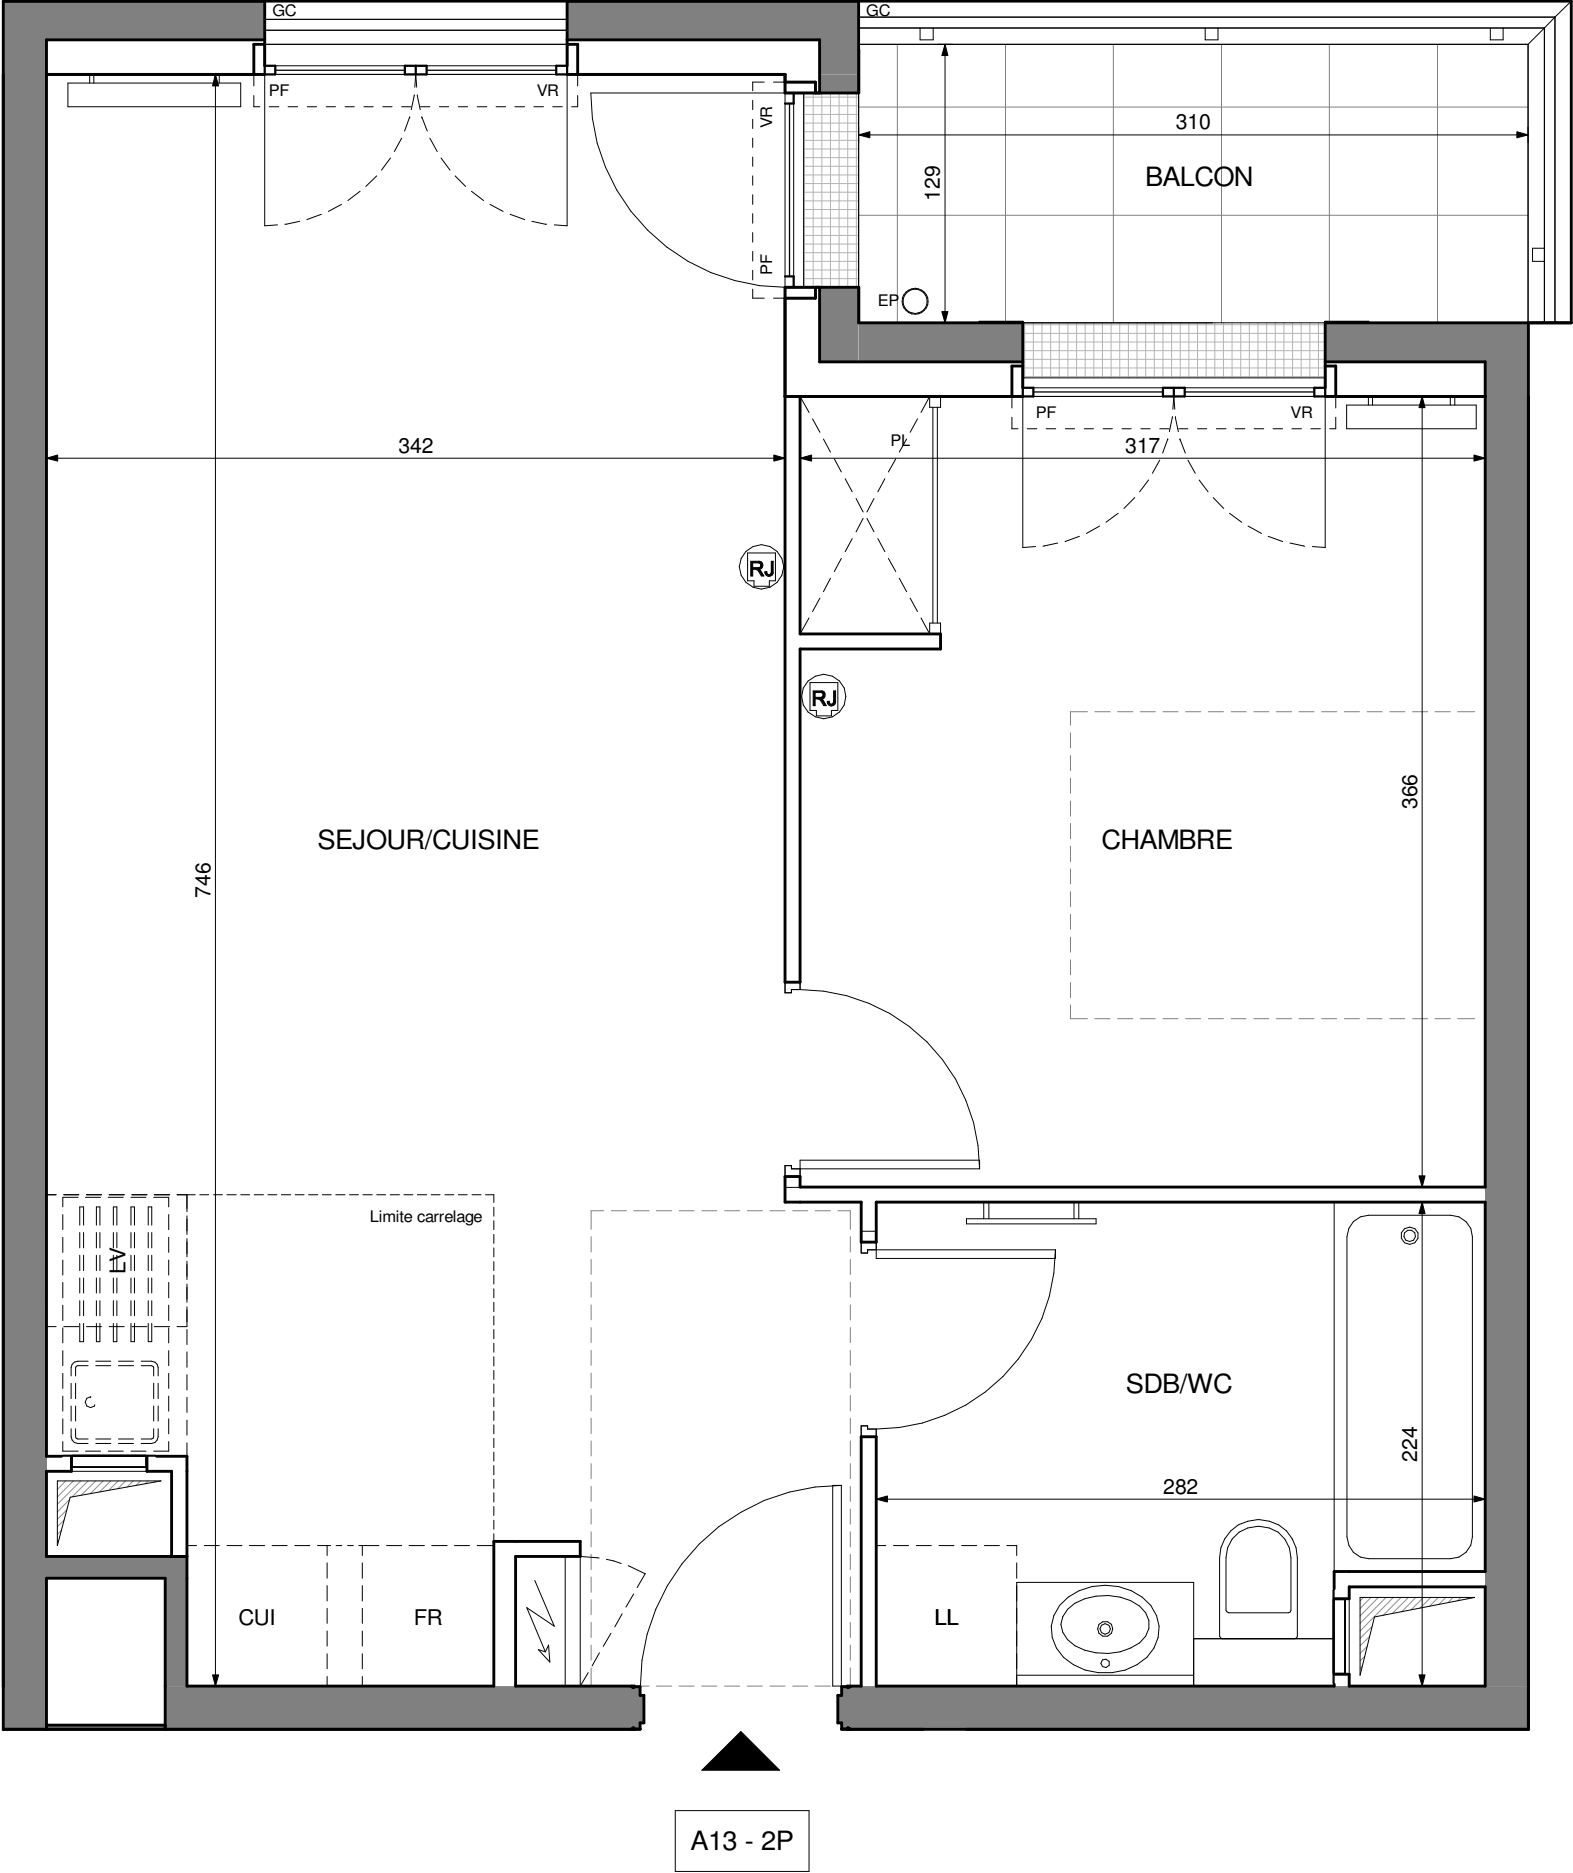 GC
GC
PF
VR
VR
310
129
BALCON
PF
EP
PF
VR
PL
342
317
RJ
RJ
366
SEJOUR/CUISINE
CHAMBRE
746
Limite carrelage
LV
SDB/WC
224
282
CUI
FR
LL
A13 - 2P